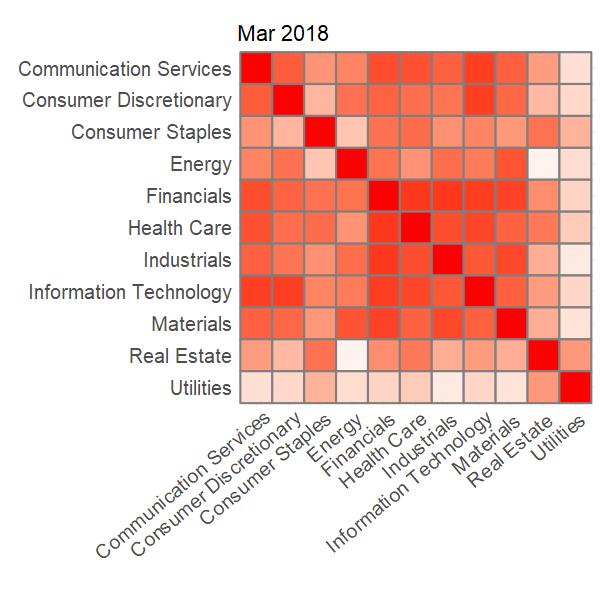 Mar 2018
Communication Services
Consumer Discretionary
Consumer Staples
Energy
Financials
Health Care
Industrials
Information Technology
Materials
Real Estate
Utilities
Communication Services
Consumer Discretionary
Consumer Staples
Energy
Financials
Health Care
Industrials
Information Technology
Materials
Real Estate
Utilities